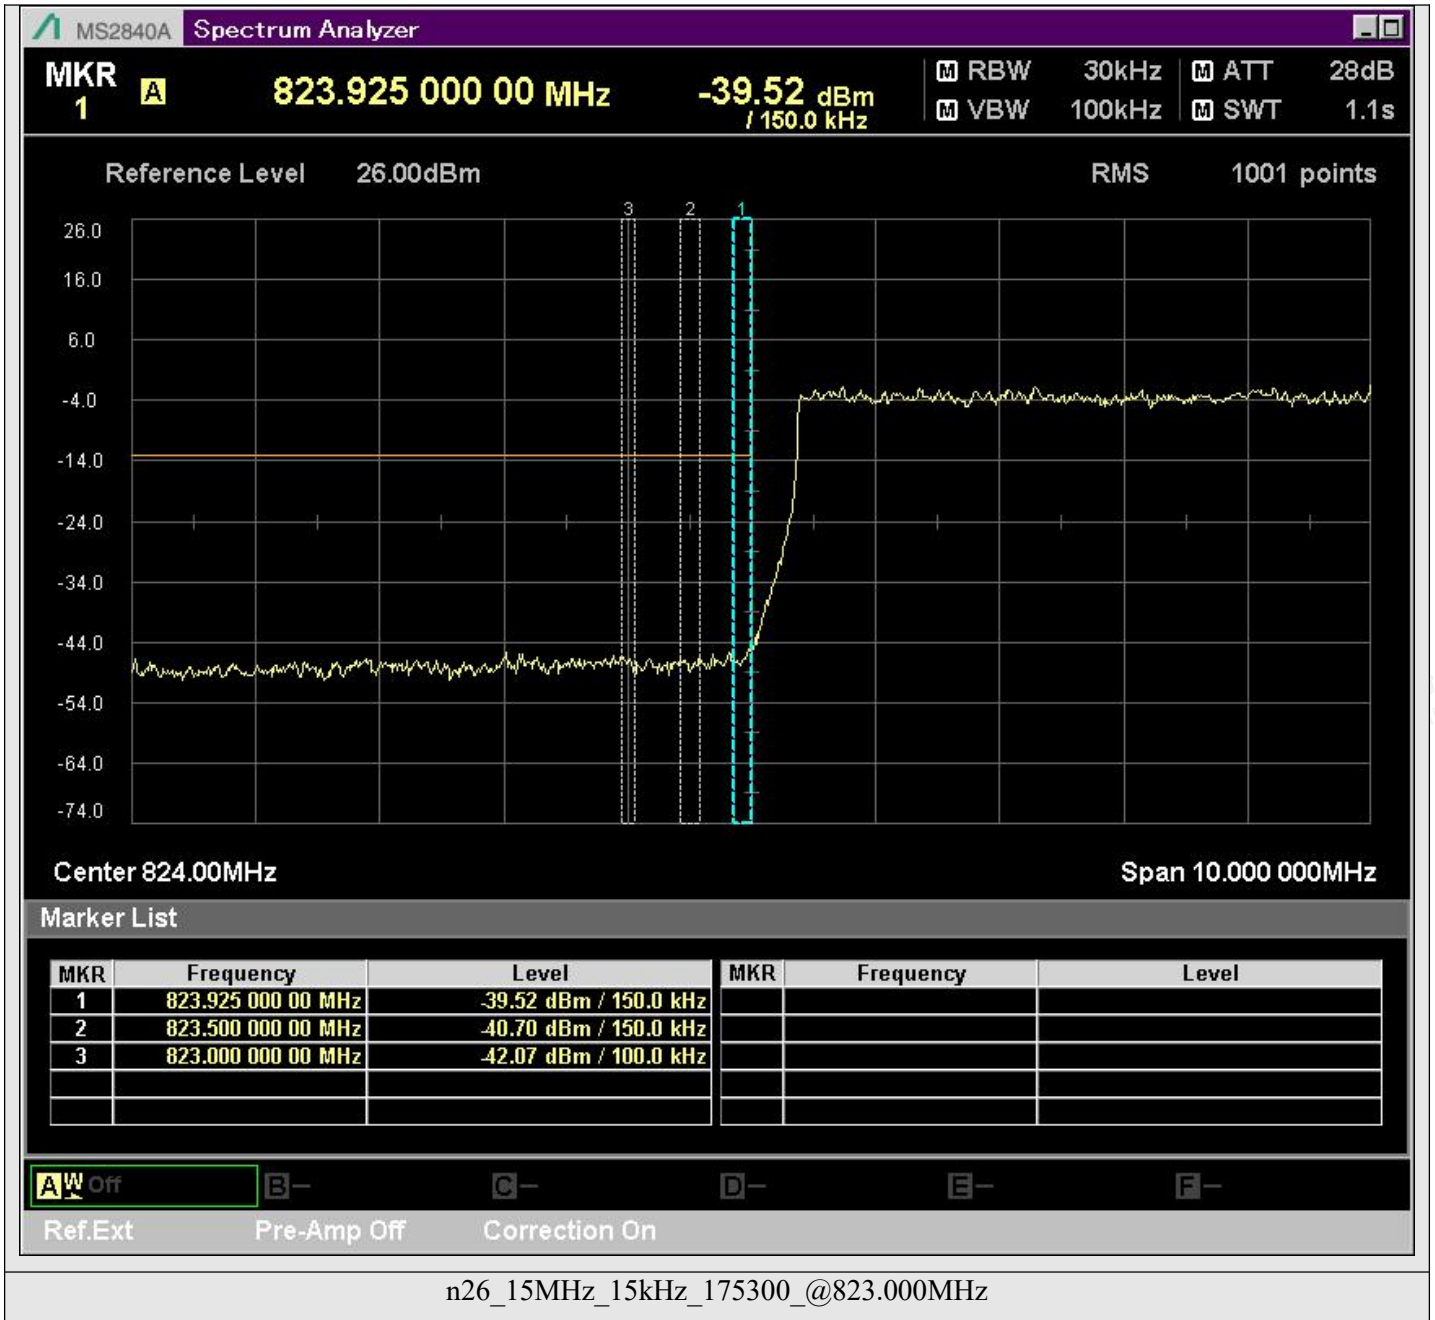 MS2840A Spectrum Analyzer
MKR 1 A 823.925 000 00 MHz -39.52 dBm / 150.0 kHz
M RBW 30kHz M ATT 28dB
M VBW 100kHz M SWT 1.1s
Reference Level 26.00dBm RMS 1001 points
3 2 1
26.0
16.0
6.0
-4.0
-14.0
-24.0
-34.0
-44.0
-54.0
-64.0
-74.0
Center 824.00MHz Span 10.000 000MHz
Marker List
MKR Frequency Level MKR Frequency Level
1 823.925 000 00 MHz -39.52 dBm / 150.0 kHz
2 823.500 000 00 MHz -40.70 dBm / 150.0 kHz
3 823.000 000 00 MHz -42.07 dBm / 100.0 kHz
A W Off B- C- D- E- F-
Ref.Ext Pre-Amp Off Correction On
n26_15MHz_15kHz_175300_@823.000MHz